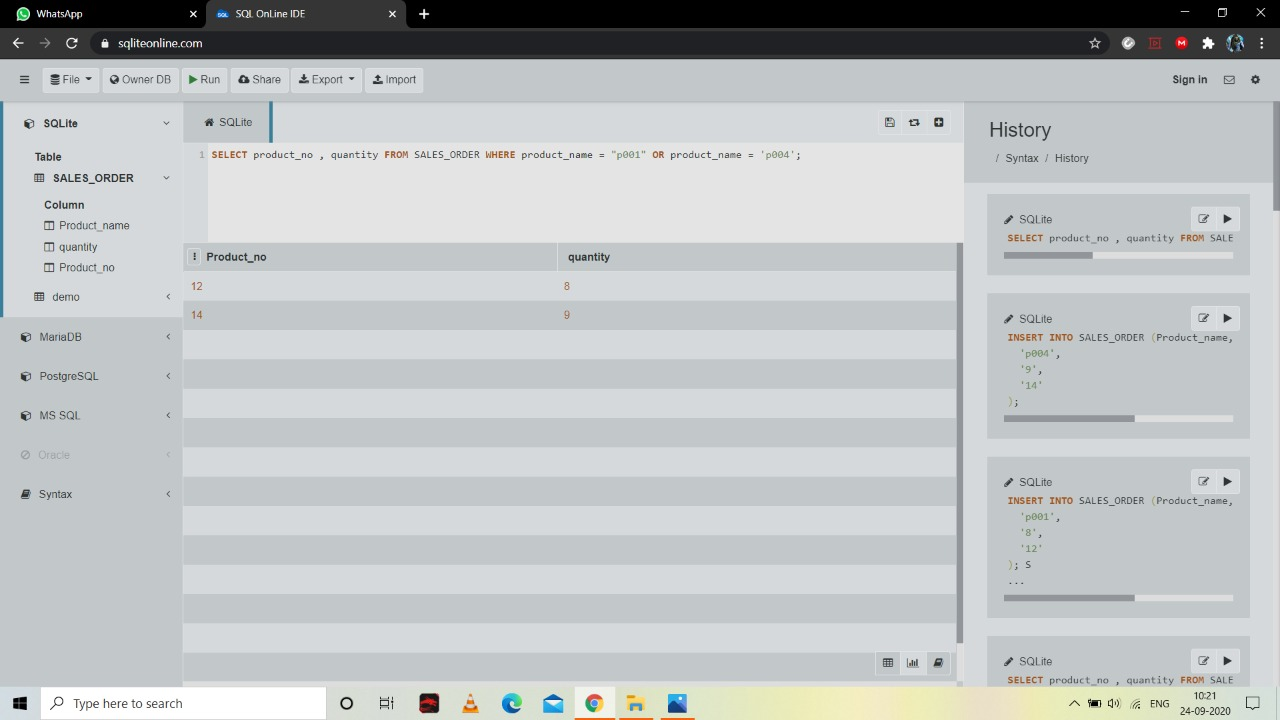 WhatsApp
SQL OnLine IDE
sqliteonline.com
File
Owner DB
Run
Share
Export
Import
Sign in
SQLite
Table
SALES_ORDER
Column
Product_name
quantity
Product_no
demo
MariaDB
PostgreSQL
MS SQL
Oracle
Syntax
SQLite
1 SELECT product_no , quantity FROM SALES_ORDER WHERE product_name = "p001" OR product_name = 'p004';
Product_no quantity
12 8
14 9
History
/ Syntax / History
SQLite
SELECT product_no , quantity FROM SALE
SQLite
INSERT INTO SALES_ORDER (Product_name,
'p004',
'9',
'14'
);
SQLite
INSERT INTO SALES_ORDER (Product_name,
'p001',
'8',
'12'
); S
...
SQLite
SELECT product_no , quantity FROM SALE
Type here to search
ENG
10:21
24-09-2020